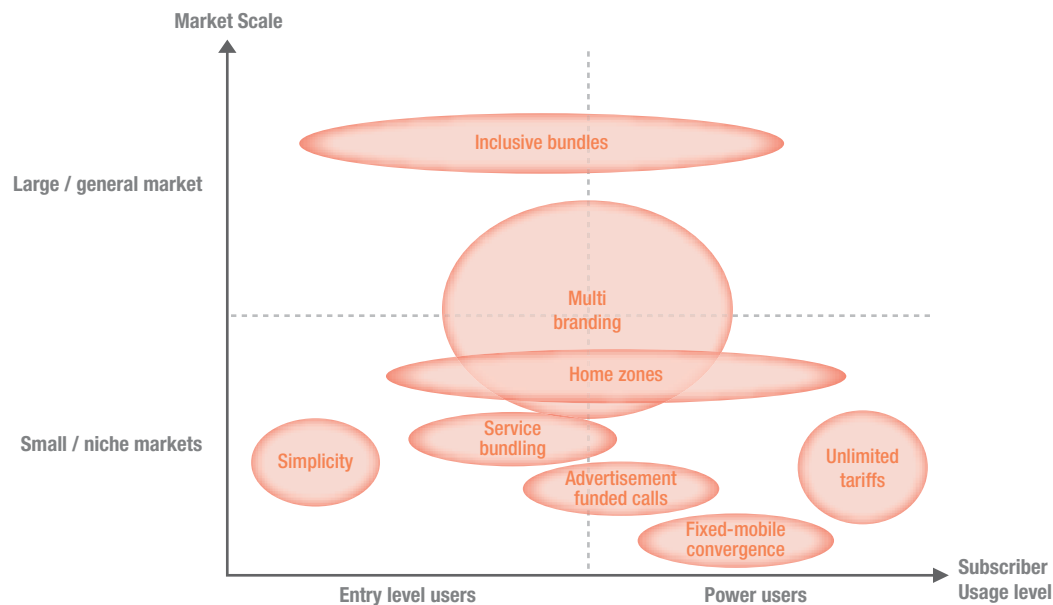 Market Scale
Inclusive bundles
Large / general market
Multi
branding
Home zones
Small / niche markets
Service
bundling
Simplicity
Unlimited
tariffs
Advertisement
funded calls
Fixed-mobile
convergence
Subscriber
Usage level
Entry level users
Power users